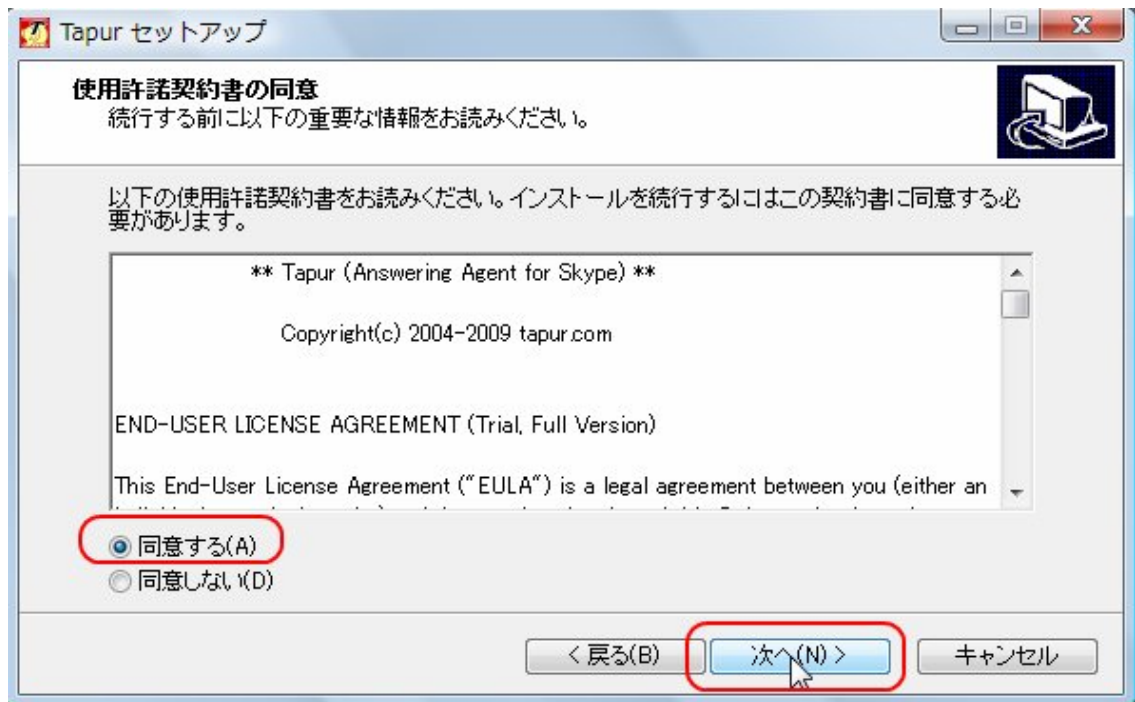 Tapur セットアップ
使用許諾契約書の同意
続行する前に以下の重要な情報をお読みください。
以下の使用許諾契約書をお読みください。インストールを続行するにはこの契約書に同意する必
要があります。
** Tapur (Answering Agent for Skype) **
Copyright(c) 2004-2009 tapur.com
END-USER LICENSE AGREEMENT (Trial, Full Version)
This End-User License Agreement ("EULA") is a legal agreement between you (either an
同意する(A)
同意しない(D)
< 戻る(B)
次へ(N) >
キャンセル